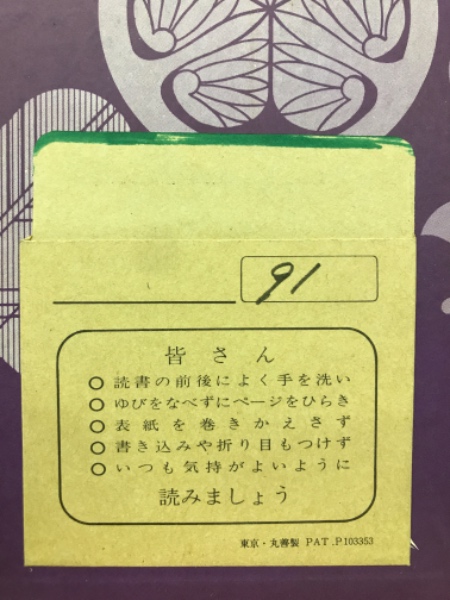 91
皆さん
○読書の前後によく手を洗い
○ゆびをなべずにページをひらき
○表紙を巻きかえさず
○書き込みや折り目もつけず
○いつも気持がよいように
読みましょう
東京・丸善製 PAT.P103353